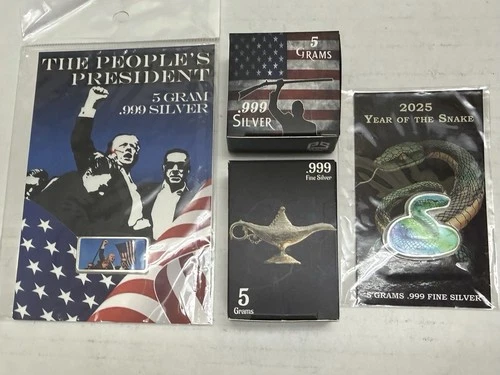 THE PEOPLE'S
PRESIDENT
5 GRAM
.999 SILVER
5
GRAMS
.999
SILVER
.999
Fine Silver
5
Grams
2025
YEAR OF THE SNAKE
5 GRAMS .999 FINE SILVER